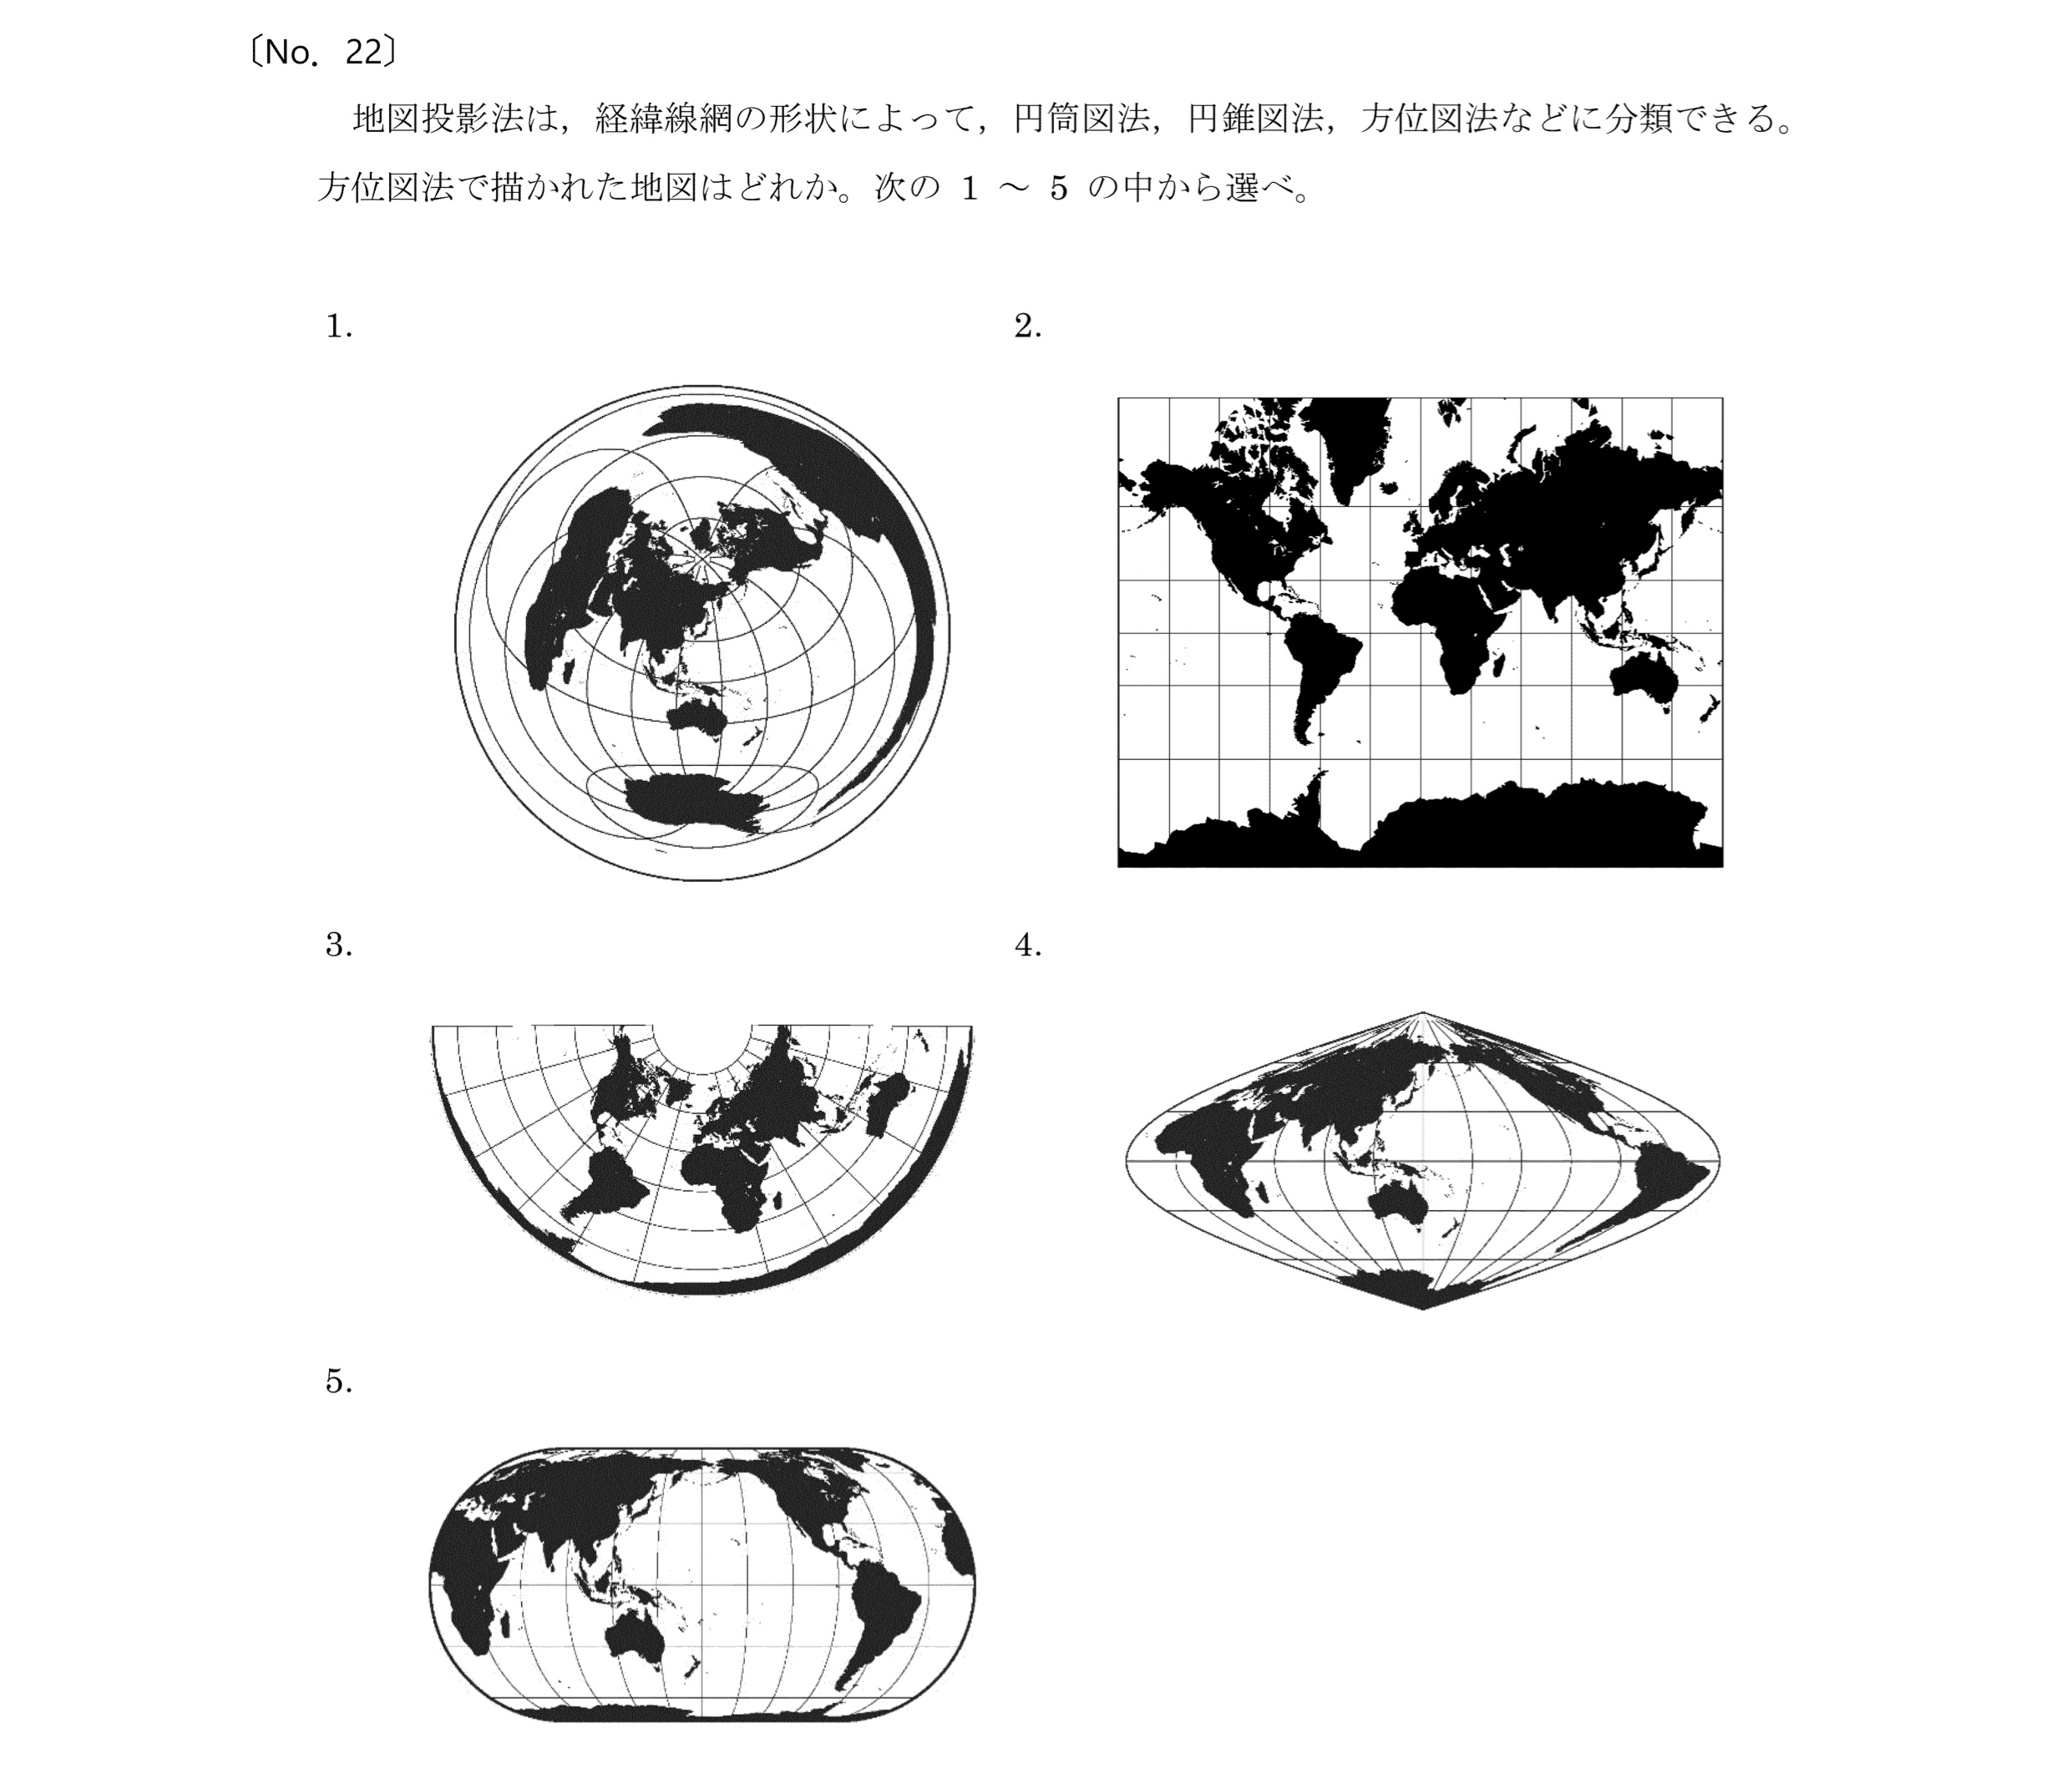 〔No. 22〕
地図投影法は，経緯線網の形状によって，円筒図法，円錐図法，方位図法などに分類できる。
方位図法で描かれた地図はどれか。次の 1 ～ 5 の中から選べ。
1.
2.
3.
4.
5.